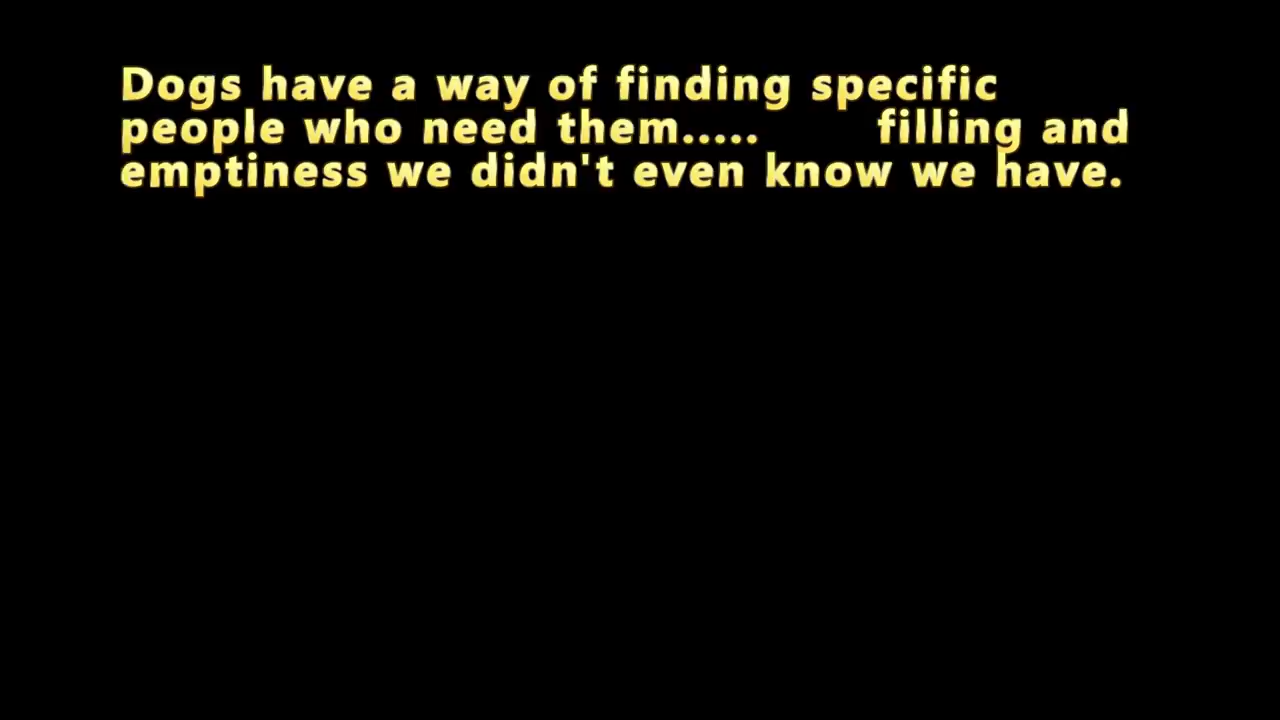 Dogs have a way of finding specific
people who need them..... filling and
emptiness we didn't even know we have.